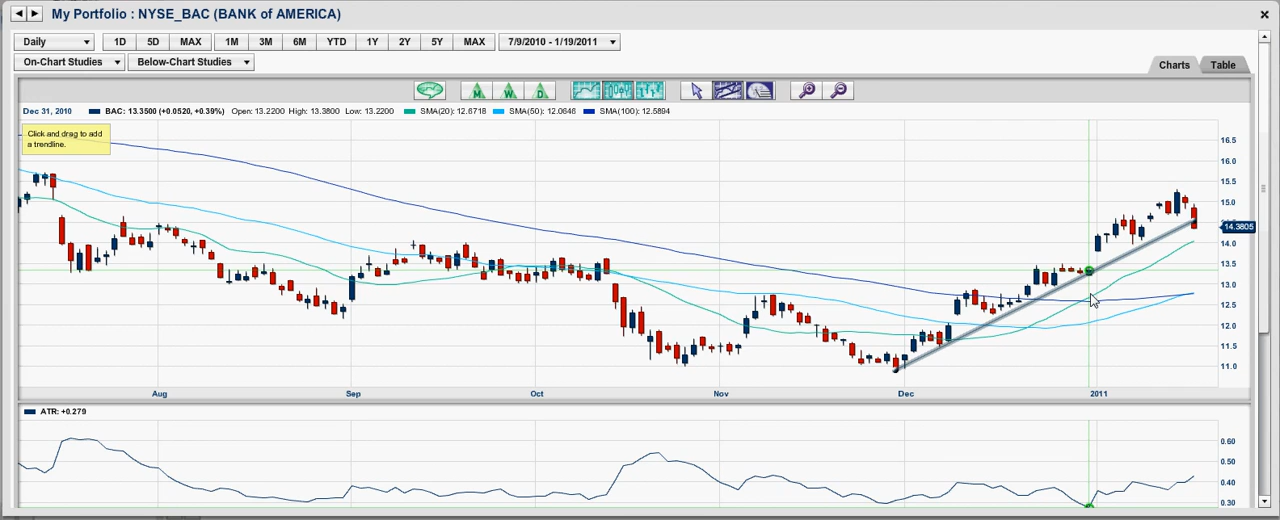 My Portfolio : NYSE_BAC (BANK of AMERICA)
Daily 1D 5D MAX 1M 3M 6M YTD 1Y 2Y 5Y MAX 7/9/2010 - 1/19/2011
On-Chart Studies Below-Chart Studies
Charts Table
M W D
Dec 31, 2010 BAC: 13.3500 (+0.0520, +0.39%) Open: 13.2200 High: 13.3800 Low: 13.2200 SMA(20): 12.6718 SMA(50): 12.0646 SMA(100): 12.5894
Click and drag to add
a trendline.
16.5
16.0
15.5
15.0
14.3805
14.0
13.5
13.0
12.5
12.0
11.5
11.0
Aug Sep Oct Nov Dec 2011
ATR: +0.279
0.60
0.50
0.40
0.30